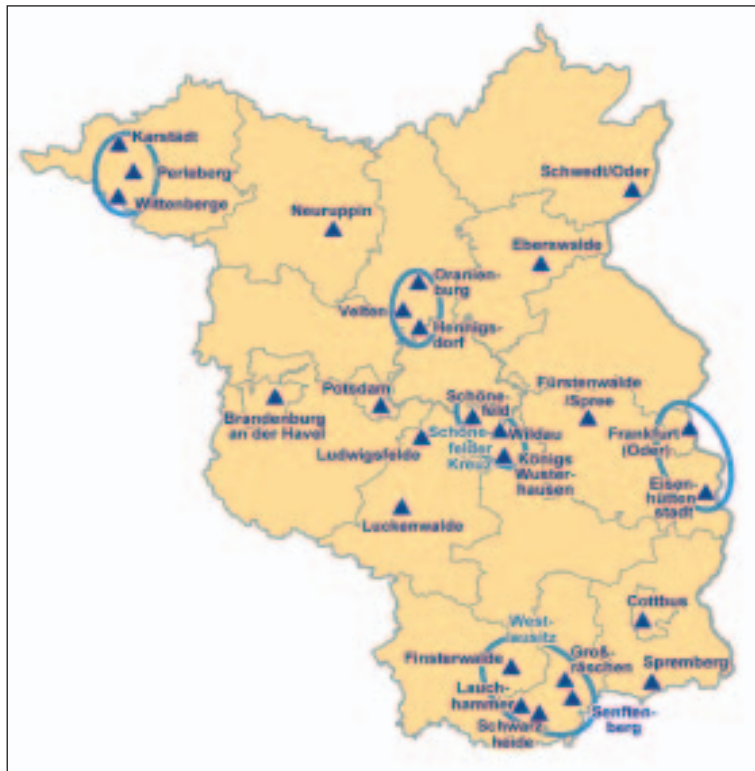 Karstädt
Perleberg
Wittenberge
Schwedt/Oder
Neuruppin
Eberswalde
Oranien-
burg
Velten
Hennigs-
dorf
Potsdam
Brandenburg
an der Havel
Schöne-
feld
Fürstenwalde
/Spree
Wildau
Frankfurt
(Oder)
Schöne-
felder
Kreuz
Ludwigsfelde
Königs
Wuster-
hausen
Eisen-
hütten-
stadt
Luckenwalde
Cottbus
West-
lausitz
Finsterwalde
Groß-
räschen
Spremberg
Lauch-
hammer
Schwarz-
heide
Senften-
berg